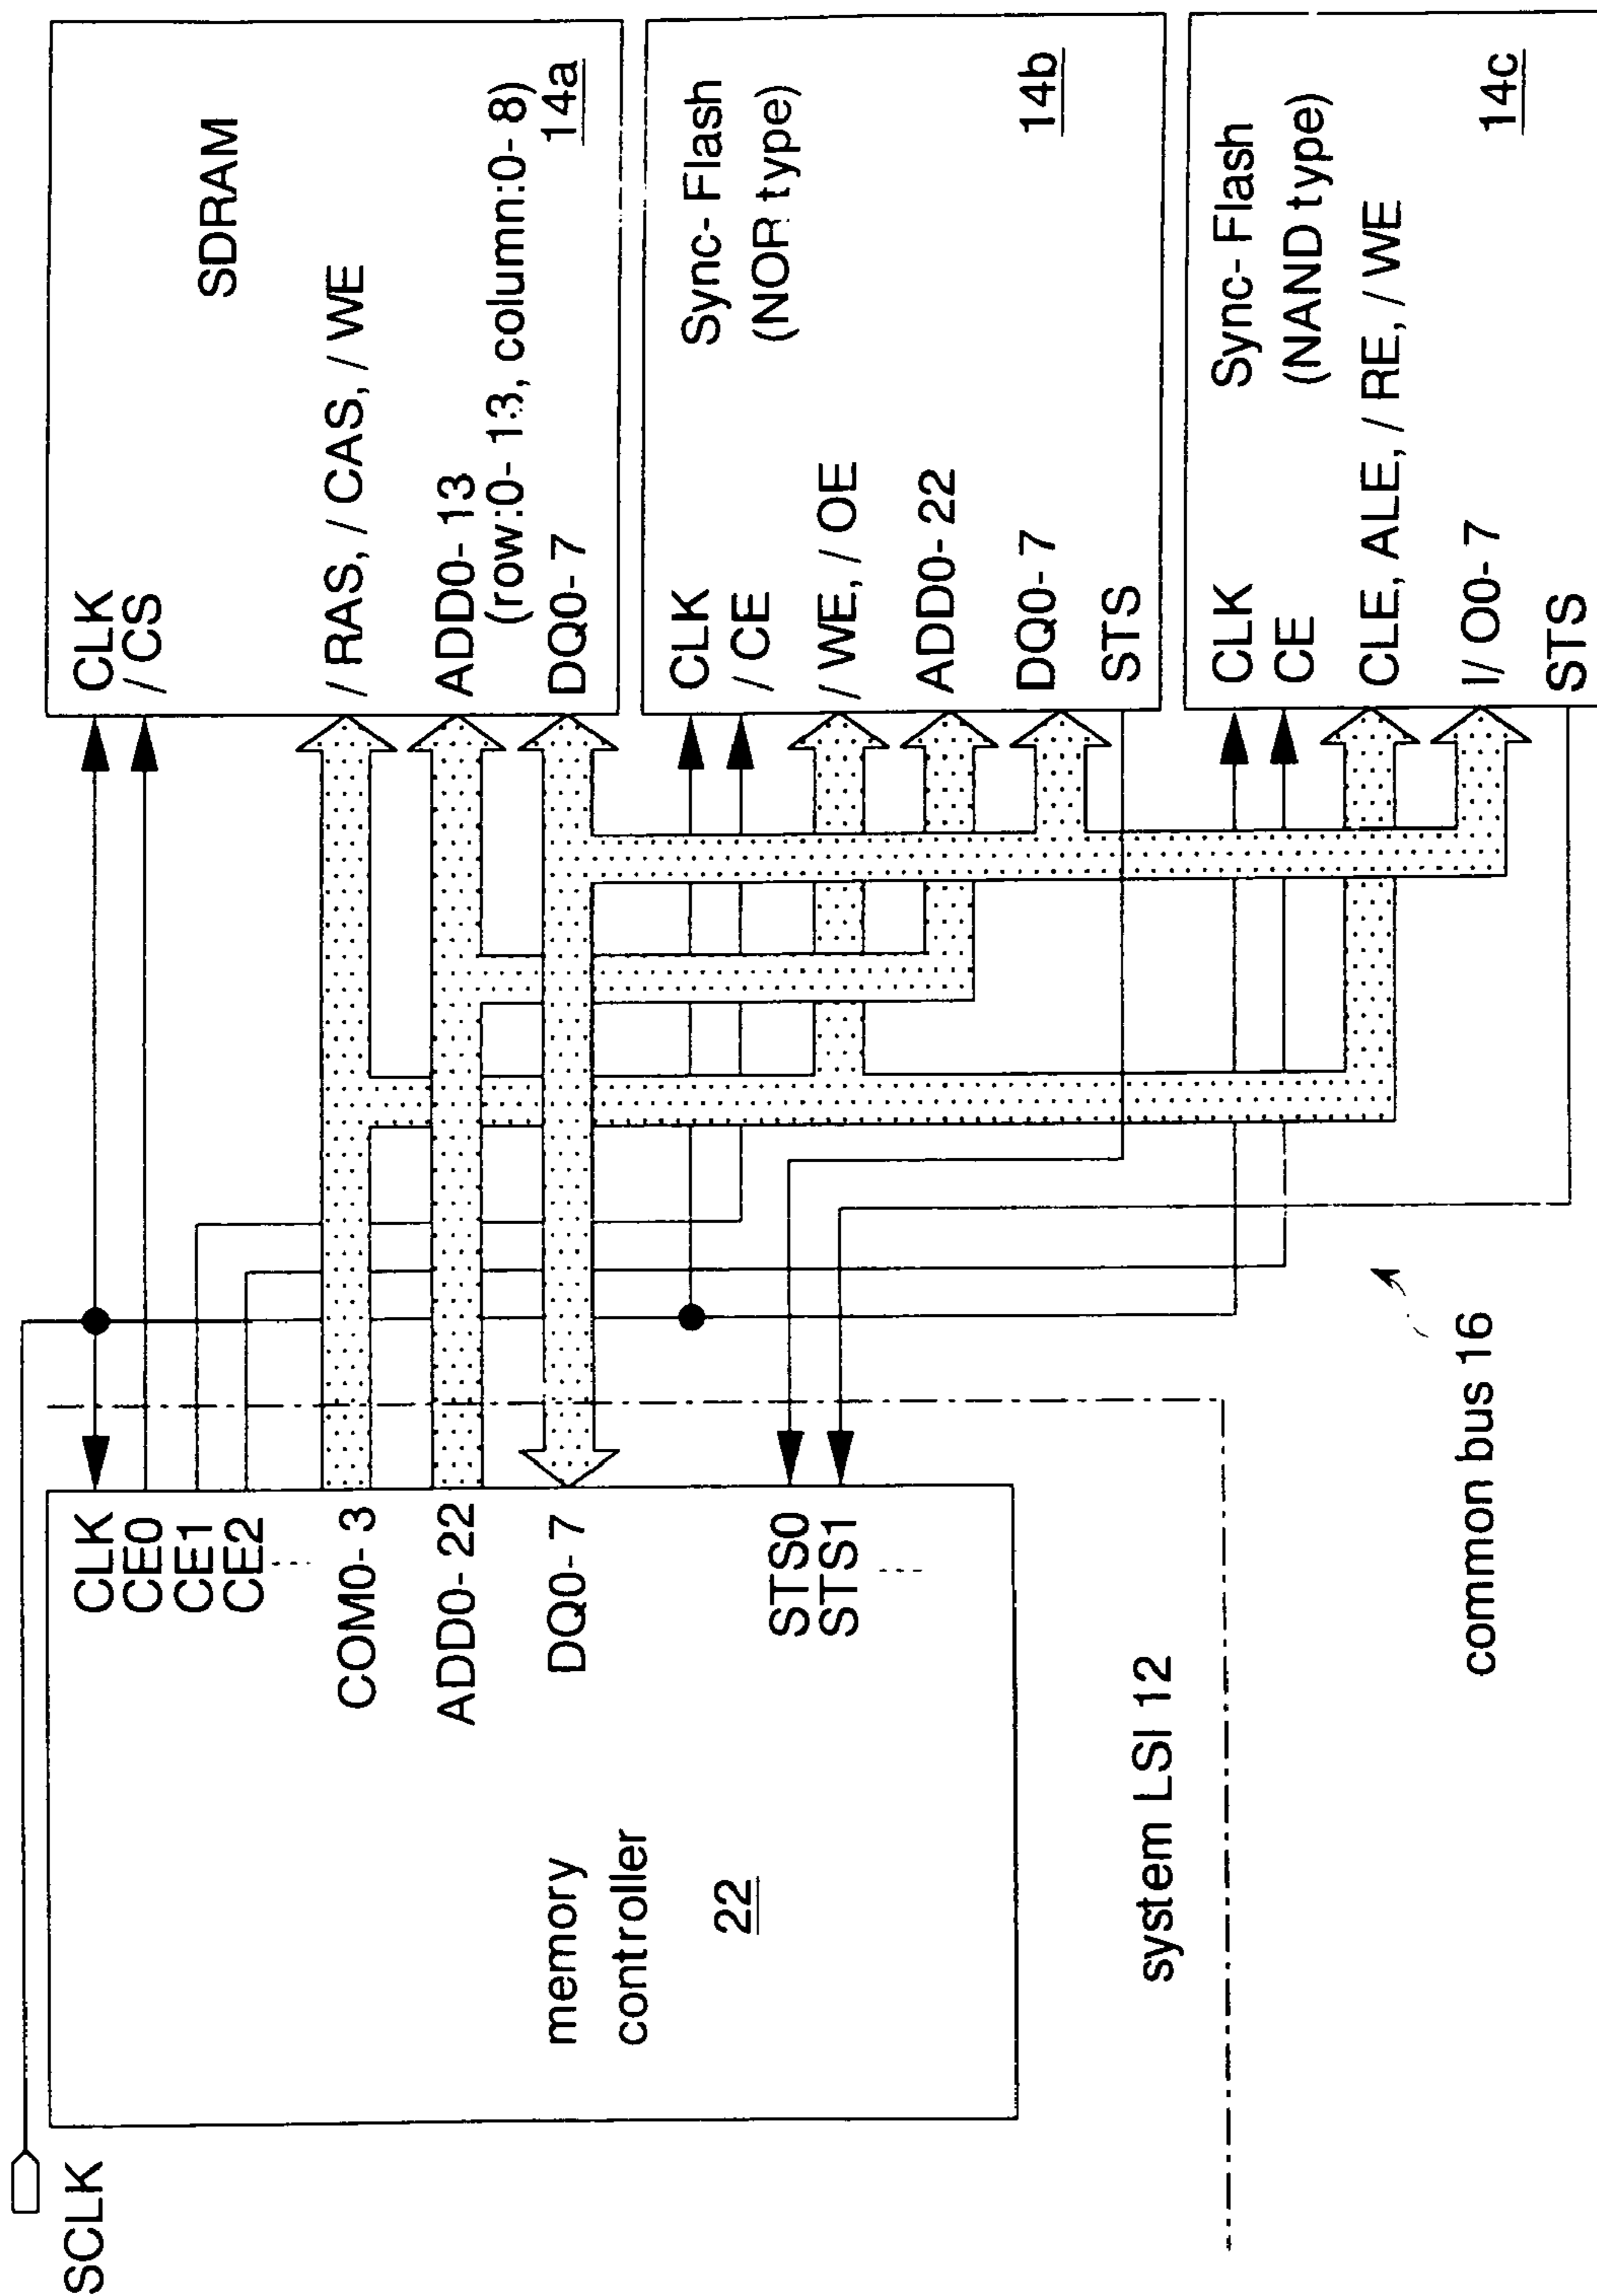 SCLK
CLK
CE0
CE1
CE2
COM0-3
ADD0-22
DQ0-7
STS0
STS1
memory
controller
22
system LSI 12
common bus 16
CLK
/CS
SDRAM
/RAS, /CAS, /WE
ADD0-13
(row:0-13, column:0-8)
DQ0-7
14a
CLK
/CE
Sync-Flash
(NOR type)
/WE, /OE
ADD0-22
DQ0-7
STS
14b
CLK
CE
Sync-Flash
(NAND type)
CLE, ALE, /RE, /WE
I/O0-7
STS
14c